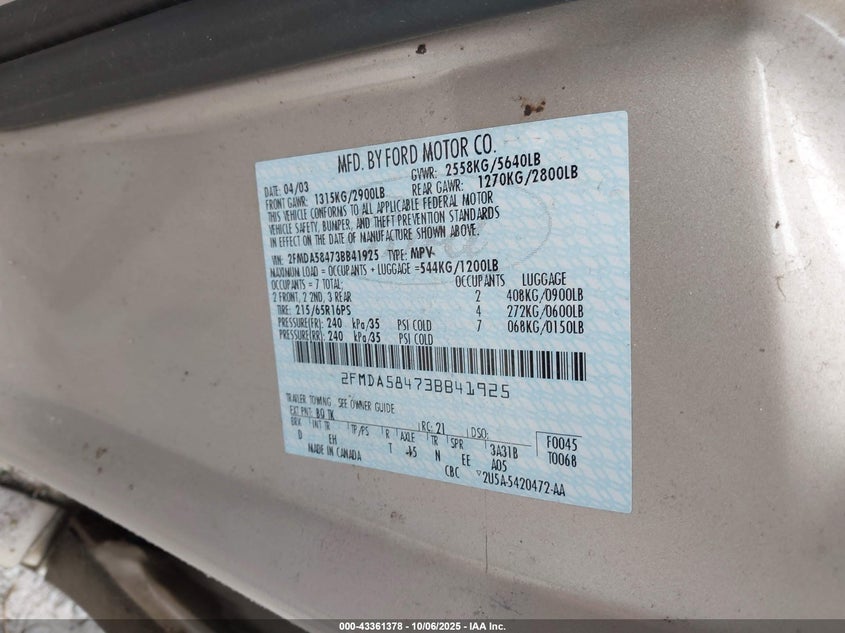 MFD. BY FORD MOTOR CO.
DATE: 04/03 GVWR: 2558KG/5640LB
FRONT GAWR: 1315KG/2900LB REAR GAWR: 1270KG/2800LB
THIS VEHICLE CONFORMS TO ALL APPLICABLE FEDERAL MOTOR
VEHICLE SAFETY, BUMPER, AND THEFT PREVENTION STANDARDS
IN EFFECT ON THE DATE OF MANUFACTURE SHOWN ABOVE.
VIN: 2FMDA58473BB41925 TYPE: MPV
MAXIMUM LOAD = OCCUPANTS + LUGGAGE =544KG/1200LB
OCCUPANTS = 7 TOTAL: OCCUPANTS LUGGAGE
2 FRONT, 2 2ND, 3 REAR 2 408KG/0900LB
TIRE: 215/65R16PS 4 272KG/0600LB
PRESSURE(FR): 240 kPa/35 PSI COLD 7 068KG/0150LB
PRESSURE(RR): 240 kPa/35 PSI COLD
2FMDA58473BB41925
TRAILER TOWING SEE OWNER GUIDE
EXT PNT: BQ TK RC: 21 DSO: F0045
BRK INT TR TP/PS R AXLE TR SPR 3A31B T0068
D EH T 45 N EE A05
MADE IN CANADA CBC 2U5A-5420472-AA
000-43361378 - 10/06/2025 - IAA Inc.